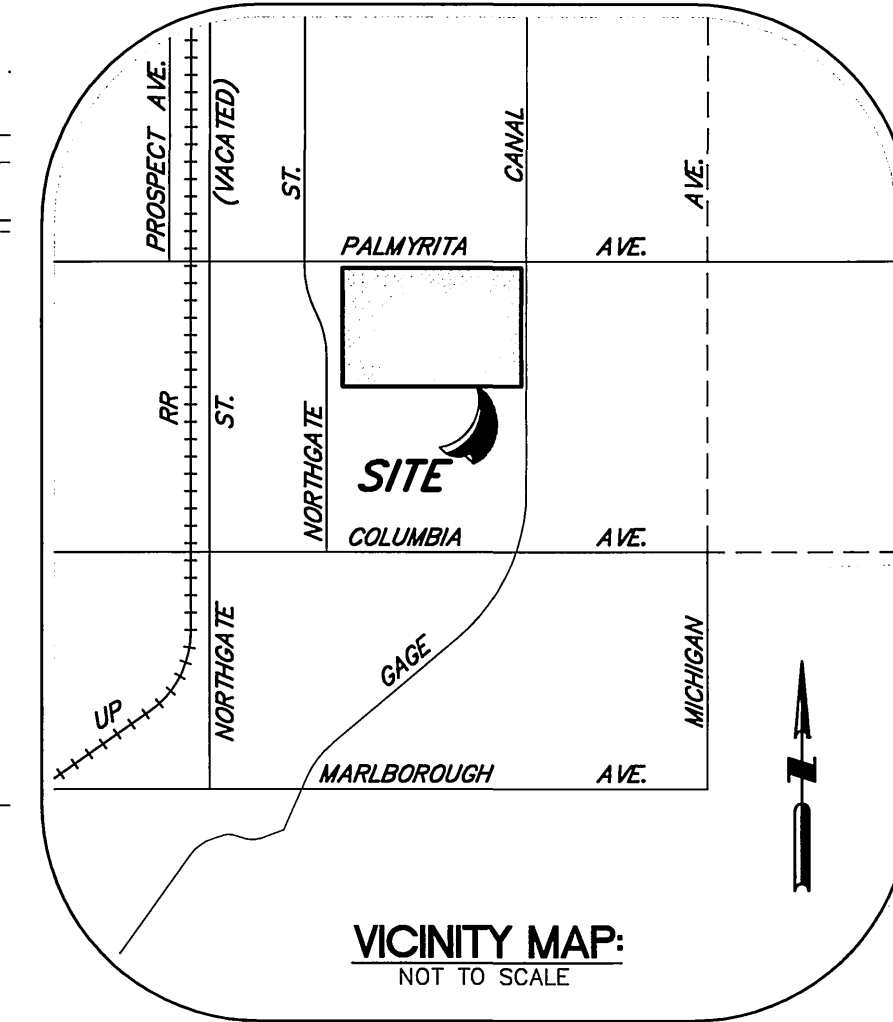 PROSPECT AVE.
(VACATED)
ST.
CANAL
AVE.
PALMYRITA AVE.
RR
ST.
NORTHGATE
SITE
COLUMBIA AVE.
NORTHGATE
GAGE
MICHIGAN
UP
MARLBOROUGH AVE.
N
VICINITY MAP:
NOT TO SCALE